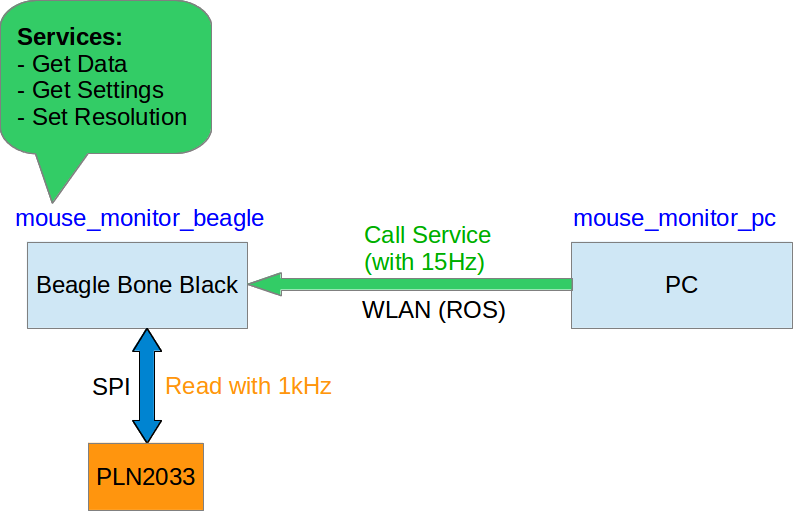 Services:
- Get Data
- Get Settings
- Set Resolution
mouse_monitor_beagle
mouse_monitor_pc
Call Service
(with 15Hz)
Beagle Bone Black
PC
WLAN (ROS)
SPI
Read with 1kHz
PLN2033